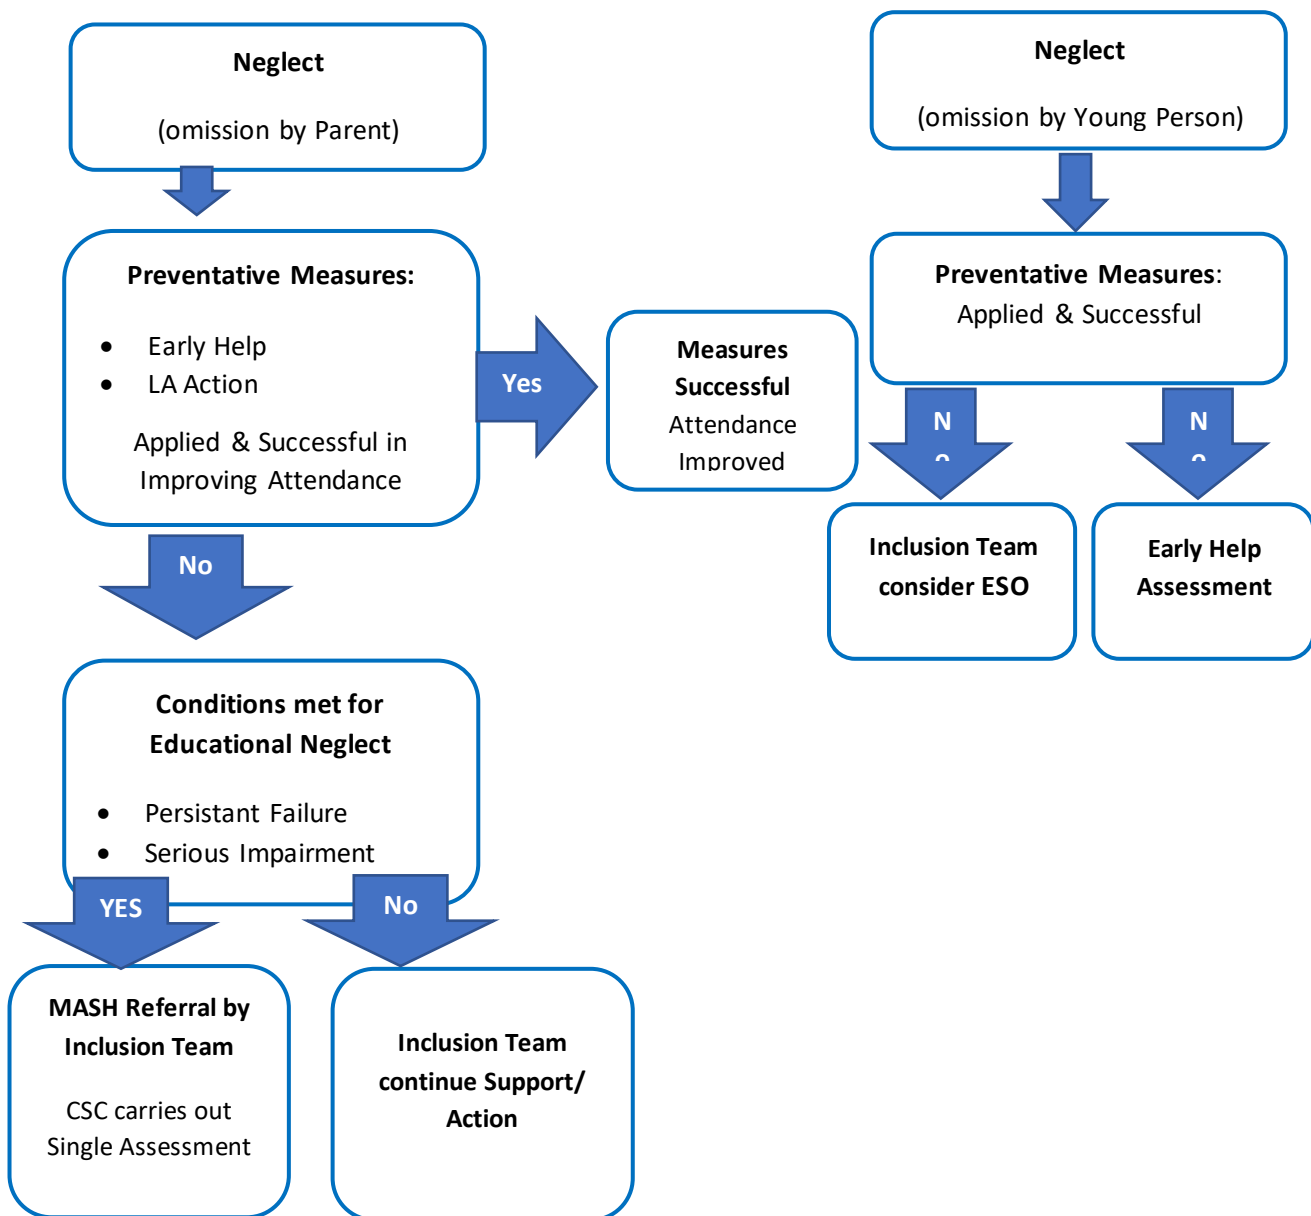 Neglect
(omission by Parent)
Preventative Measures:
• Early Help
• LA Action
Applied & Successful in
Improving Attendance
Yes
Measures
Successful
Attendance
Improved
No
Conditions met for
Educational Neglect
• Persistant Failure
• Serious Impairment
YES
No
MASH Referral by
Inclusion Team
CSC carries out
Single Assessment
Inclusion Team
continue Support/
Action
Neglect
(omission by Young Person)
Preventative Measures:
Applied & Successful
N
o
N
o
Inclusion Team
consider ESO
Early Help
Assessment